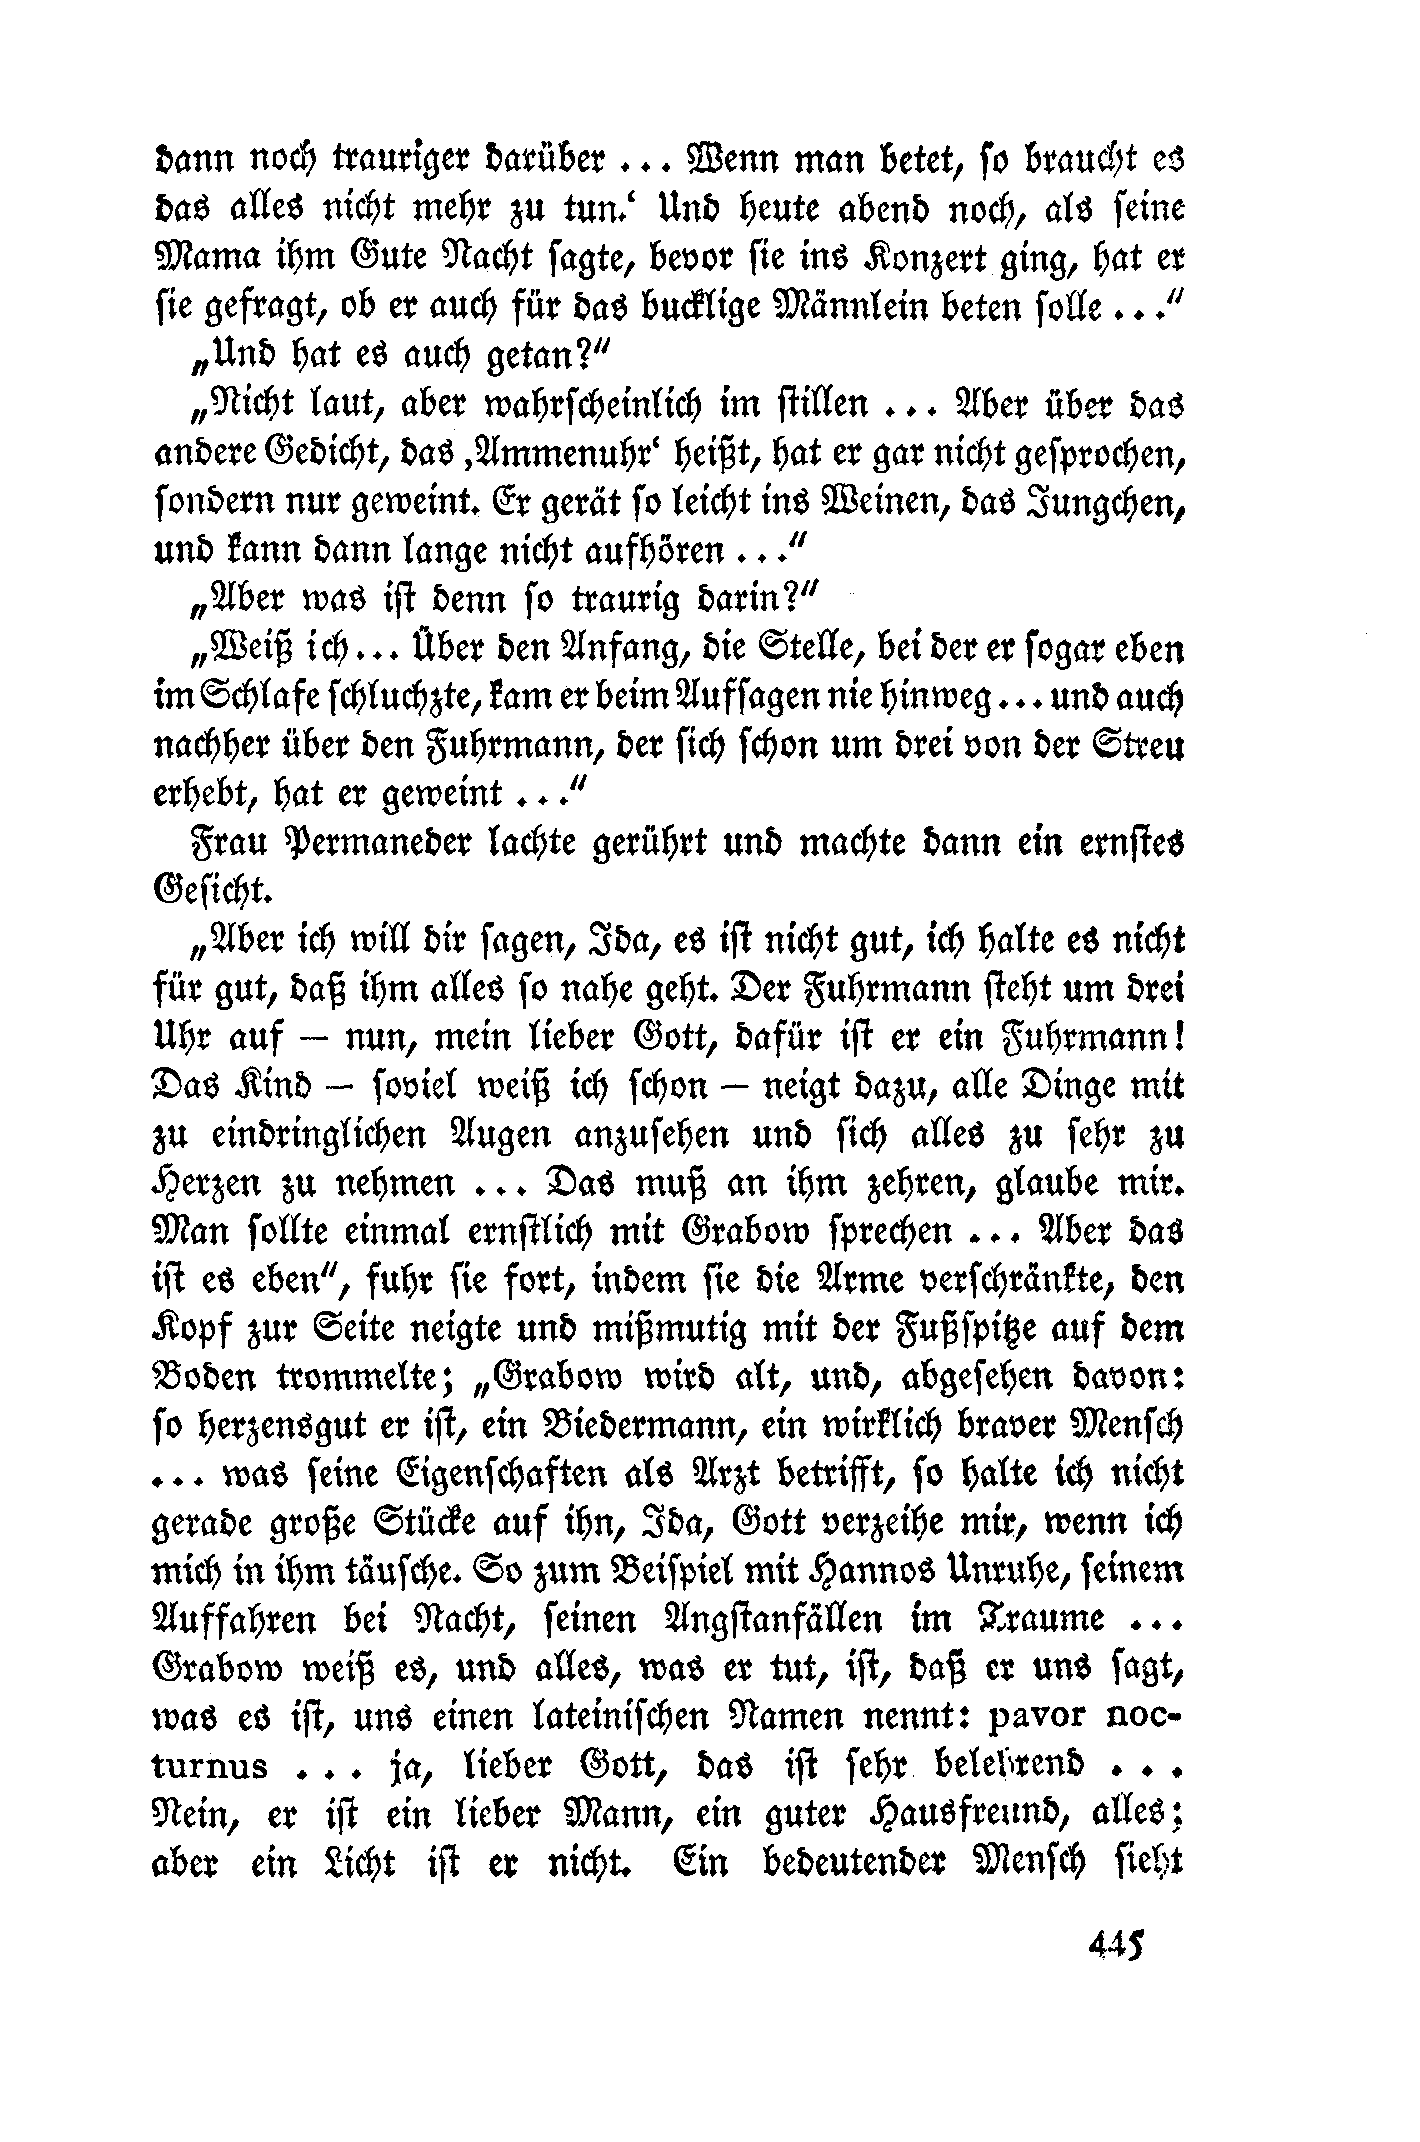 dann noch trauriger darüber ... Wenn man betet, so braucht es
das alles nicht mehr zu tun.‘ Und heute abend noch, als seine
Mama ihm Gute Nacht sagte, bevor sie ins Konzert ging, hat er
sie gefragt, ob er auch für das bucklige Männlein beten solle ...“
„Und hat es auch getan?“
„Nicht laut, aber wahrscheinlich im stillen ... Aber über das
andere Gedicht, das ‚Ammenuhr‘ heißt, hat er gar nicht gesprochen,
sondern nur geweint. Er gerät so leicht ins Weinen, das Jungchen,
und kann dann lange nicht aufhören ...“
„Aber was ist denn so traurig darin?“
„Weiß ich... Über den Anfang, die Stelle, bei der er sogar eben
im Schlafe schluchzte, kam er beim Aufsagen nie hinweg... und auch
nachher über den Fuhrmann, der sich schon um drei von der Streu
erhebt, hat er geweint ...“
Frau Permaneder lachte gerührt und machte dann ein ernstes
Gesicht.
„Aber ich will dir sagen, Ida, es ist nicht gut, ich halte es nicht
für gut, daß ihm alles so nahe geht. Der Fuhrmann steht um drei
Uhr auf – nun, mein lieber Gott, dafür ist er ein Fuhrmann!
Das Kind – soviel weiß ich schon – neigt dazu, alle Dinge mit
zu eindringlichen Augen anzusehen und sich alles zu sehr zu
Herzen zu nehmen ... Das muß an ihm zehren, glaube mir.
Man sollte einmal ernstlich mit Grabow sprechen ... Aber das
ist es eben“, fuhr sie fort, indem sie die Arme verschränkte, den
Kopf zur Seite neigte und mißmutig mit der Fußspitze auf dem
Boden trommelte; „Grabow wird alt, und, abgesehen davon:
so herzensgut er ist, ein Biedermann, ein wirklich braver Mensch
... was seine Eigenschaften als Arzt betrifft, so halte ich nicht
gerade große Stücke auf ihn, Ida, Gott verzeihe mir, wenn ich
mich in ihm täusche. So zum Beispiel mit Hannos Unruhe, seinem
Auffahren bei Nacht, seinen Angstanfällen im Traume ...
Grabow weiß es, und alles, was er tut, ist, daß er uns sagt,
was es ist, uns einen lateinischen Namen nennt: pavor noc-
turnus ... ja, lieber Gott, das ist sehr belehrend ...
Nein, er ist ein lieber Mann, ein guter Hausfreund, alles;
aber ein Licht ist er nicht. Ein bedeutender Mensch sieht
445